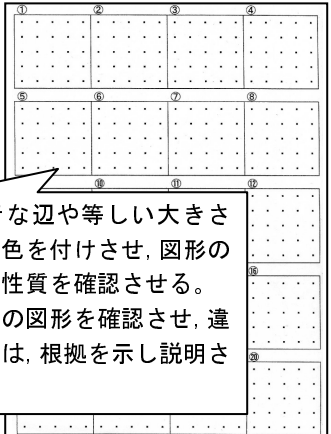 ① ② ③ ④
⑤ ⑥ ⑦ ⑧
⑩ ⑪ ⑫
な辺や等しい大きさ
色を付けさせ，図形の
性質を確認させる。
の図形を確認させ，違
は，根拠を示し説明さ
⑯
⑳